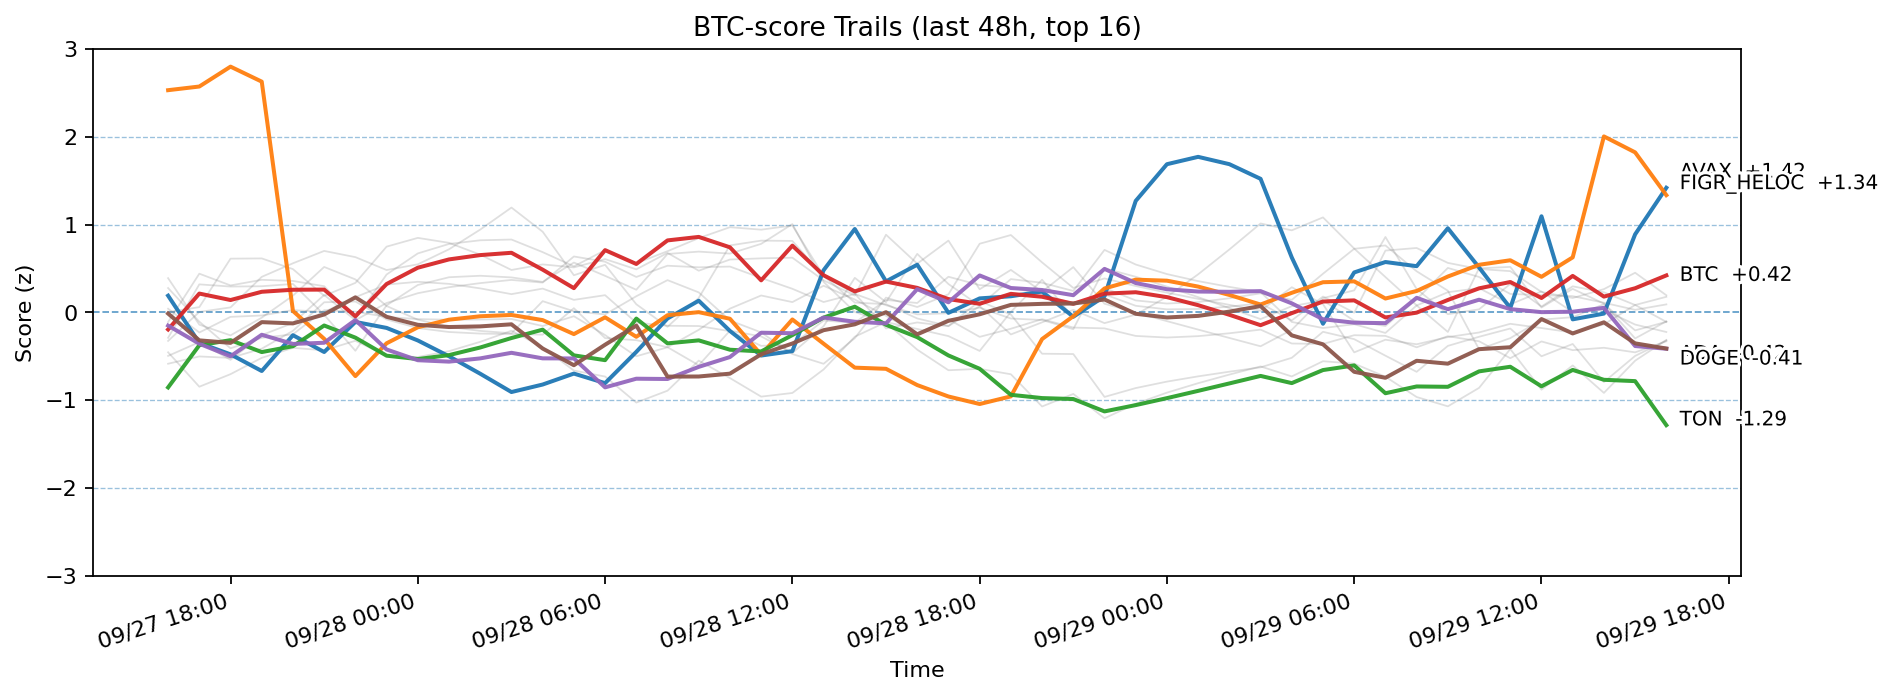 BTC-score Trails (last 48h, top 16)
Score (z)
3
2
1
0
−1
−2
−3
AVAX +1.42
FIGR_HELOC +1.34
BTC +0.42
DOGE -0.41
TON -1.29
09/27 18:00
09/28 00:00
09/28 06:00
09/28 12:00
09/28 18:00
09/29 00:00
09/29 06:00
09/29 12:00
09/29 18:00
Time